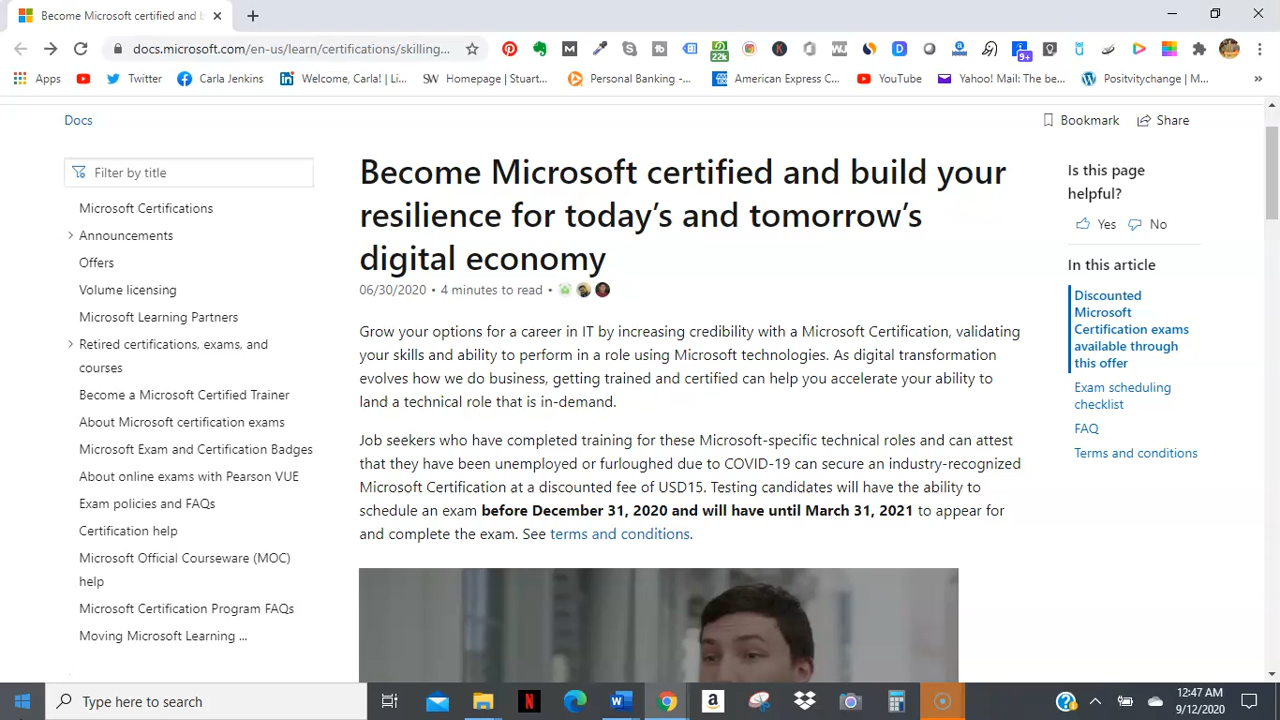 Become Microsoft certified and b
docs.microsoft.com/en-us/learn/certifications/skilling...
22k
9+
Apps
Twitter
Carla Jenkins
Welcome, Carla! | Li...
SW Homepage | Stuart...
Personal Banking -...
American Express C...
YouTube
Yahoo! Mail: The be...
Positvitychange | M...
»
Docs
Bookmark
Share
Filter by title
Microsoft Certifications
Announcements
Offers
Volume licensing
Microsoft Learning Partners
Retired certifications, exams, and
courses
Become a Microsoft Certified Trainer
About Microsoft certification exams
Microsoft Exam and Certification Badges
About online exams with Pearson VUE
Exam policies and FAQs
Certification help
Microsoft Official Courseware (MOC)
help
Microsoft Certification Program FAQs
Moving Microsoft Learning ...
Become Microsoft certified and build your
resilience for today's and tomorrow's
digital economy
06/30/2020 • 4 minutes to read •
Grow your options for a career in IT by increasing credibility with a Microsoft Certification, validating
your skills and ability to perform in a role using Microsoft technologies. As digital transformation
evolves how we do business, getting trained and certified can help you accelerate your ability to
land a technical role that is in-demand.
Job seekers who have completed training for these Microsoft-specific technical roles and can attest
that they have been unemployed or furloughed due to COVID-19 can secure an industry-recognized
Microsoft Certification at a discounted fee of USD15. Testing candidates will have the ability to
schedule an exam before December 31, 2020 and will have until March 31, 2021 to appear for
and complete the exam. See terms and conditions.
Is this page
helpful?
Yes
No
In this article
Discounted
Microsoft
Certification exams
available through
this offer
Exam scheduling
checklist
FAQ
Terms and conditions
Type here to search
12:47 AM
9/12/2020